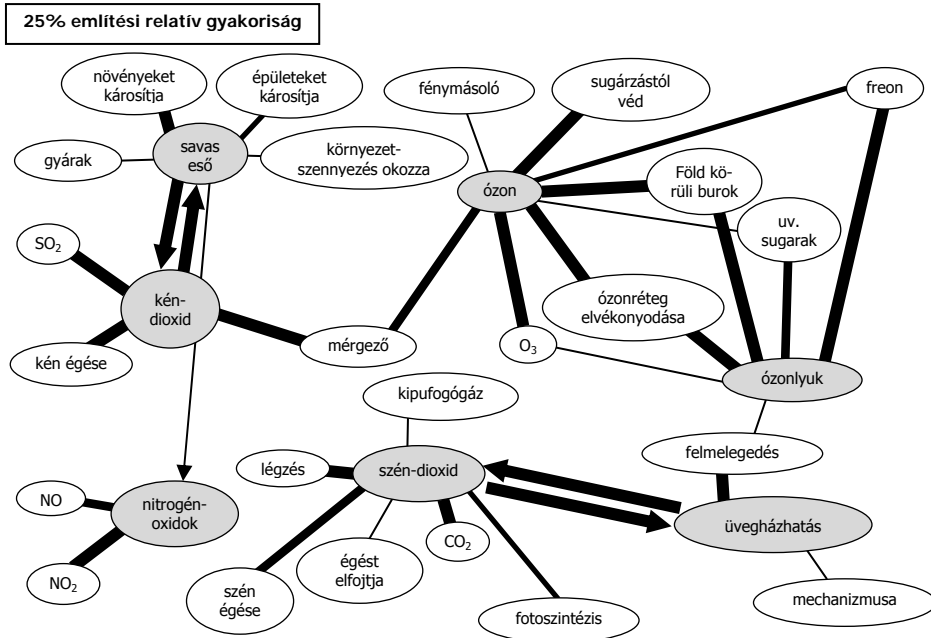 25% említési relatív gyakoriság
növényeket
károsítja
épületeket
károsítja
fénymásoló
sugárzástól
véd
freon
gyárak
savas
eső
környezet-
szennyezés okozza
ózon
Föld kö-
rüli burok
uv.
sugarak
SO₂
kén-
dioxid
ózonréteg
elvékonyodása
kén égése
mérgező
O₃
ózonlyuk
kipufogógáz
légzés
szén-dioxid
felmelegedés
NO
nitrogén-
oxidok
CO₂
üvegházhatás
NO₂
szén
égése
égést
elfojtja
fotoszintézis
mechanizmusa